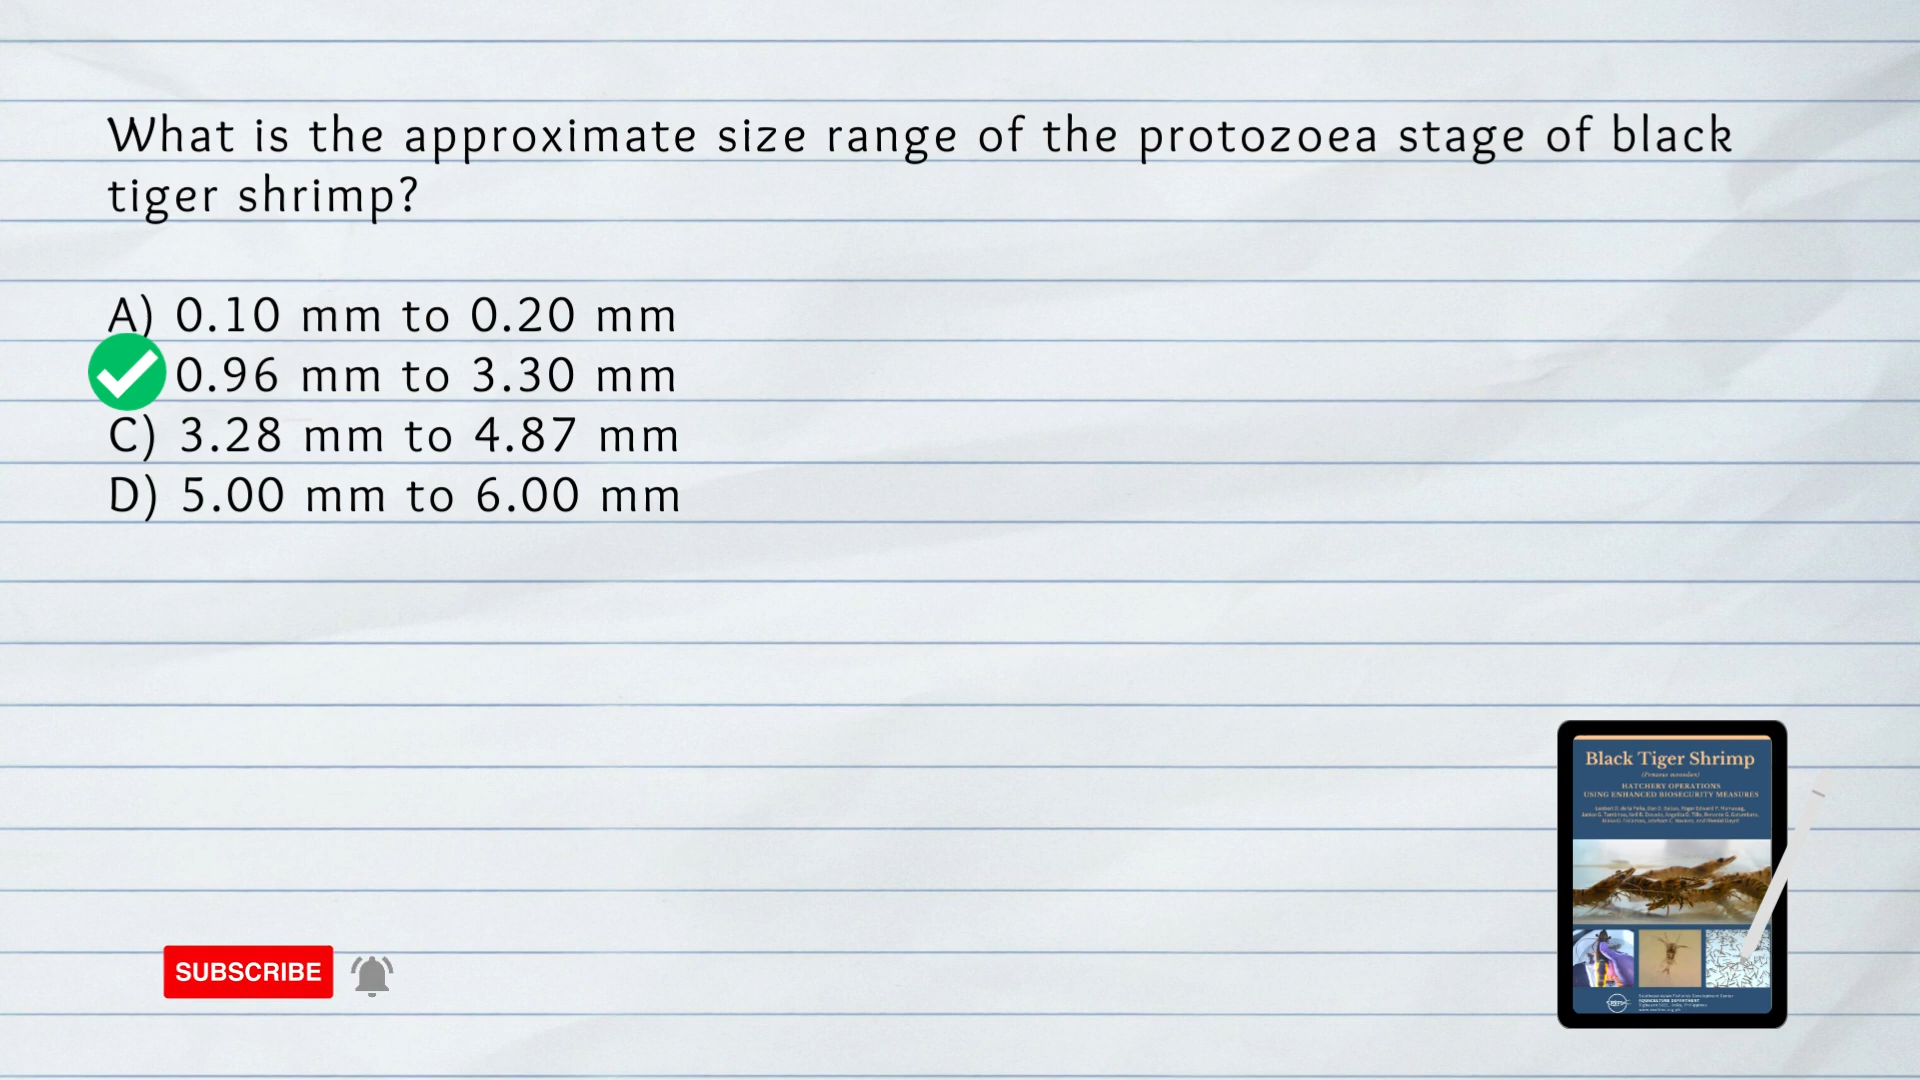 What is the approximate size range of the protozoea stage of black
tiger shrimp?
A) 0.10 mm to 0.20 mm
0.96 mm to 3.30 mm
C) 3.28 mm to 4.87 mm
D) 5.00 mm to 6.00 mm
Black Tiger Shrimp
(Penaeus monodon)
HATCHERY OPERATIONS
USING ENHANCED BIOSECURITY MEASURES
SUBSCRIBE